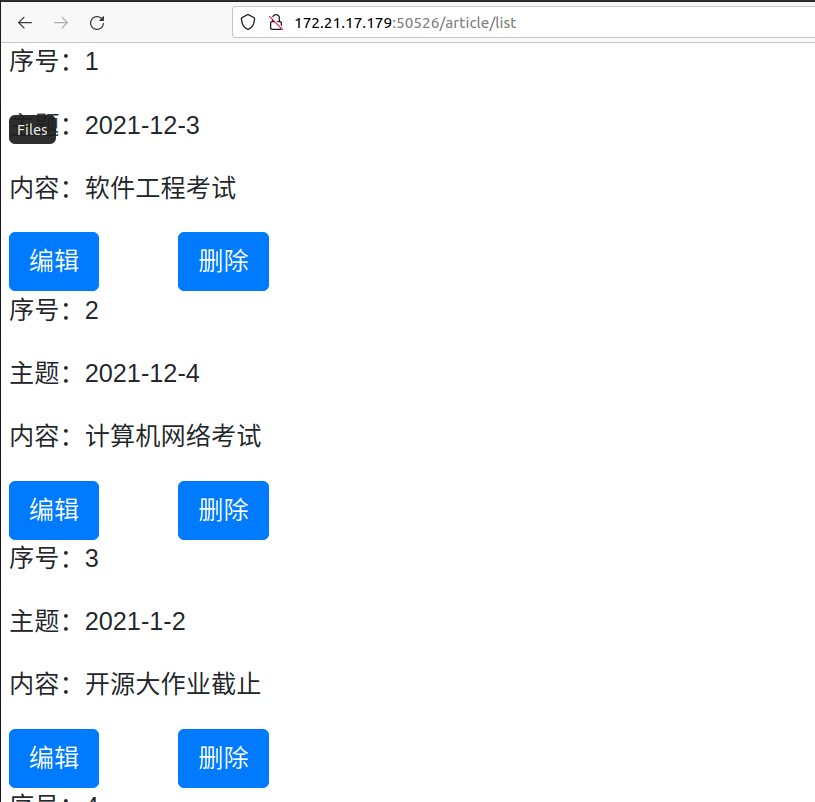 172.21.17.179:50526/article/list
序号：1
主题：2021-12-3
Files
内容：软件工程考试
编辑 删除
序号：2
主题：2021-12-4
内容：计算机网络考试
编辑 删除
序号：3
主题：2021-1-2
内容：开源大作业截止
编辑 删除
序号：4